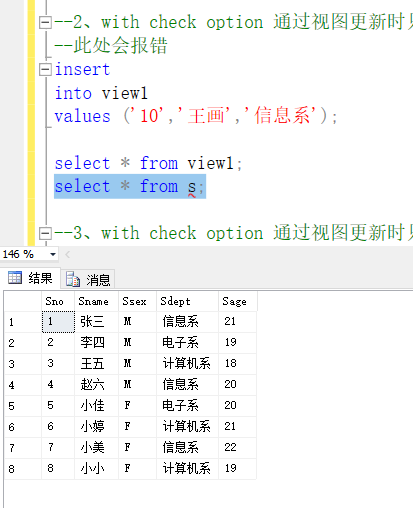 --2、with check option 通过视图更新时只
--此处会报错
insert
into view1
values ('10','王画','信息系');
select * from view1;
select * from s;
--3、with check option 通过视图更新时只
146 %
结果 消息
Sno Sname Ssex Sdept Sage
1 1 张三 M 信息系 21
2 2 李四 M 电子系 19
3 3 王五 M 计算机系 18
4 4 赵六 M 信息系 20
5 5 小佳 F 电子系 20
6 6 小婷 F 计算机系 21
7 7 小美 F 信息系 22
8 8 小小 F 计算机系 19